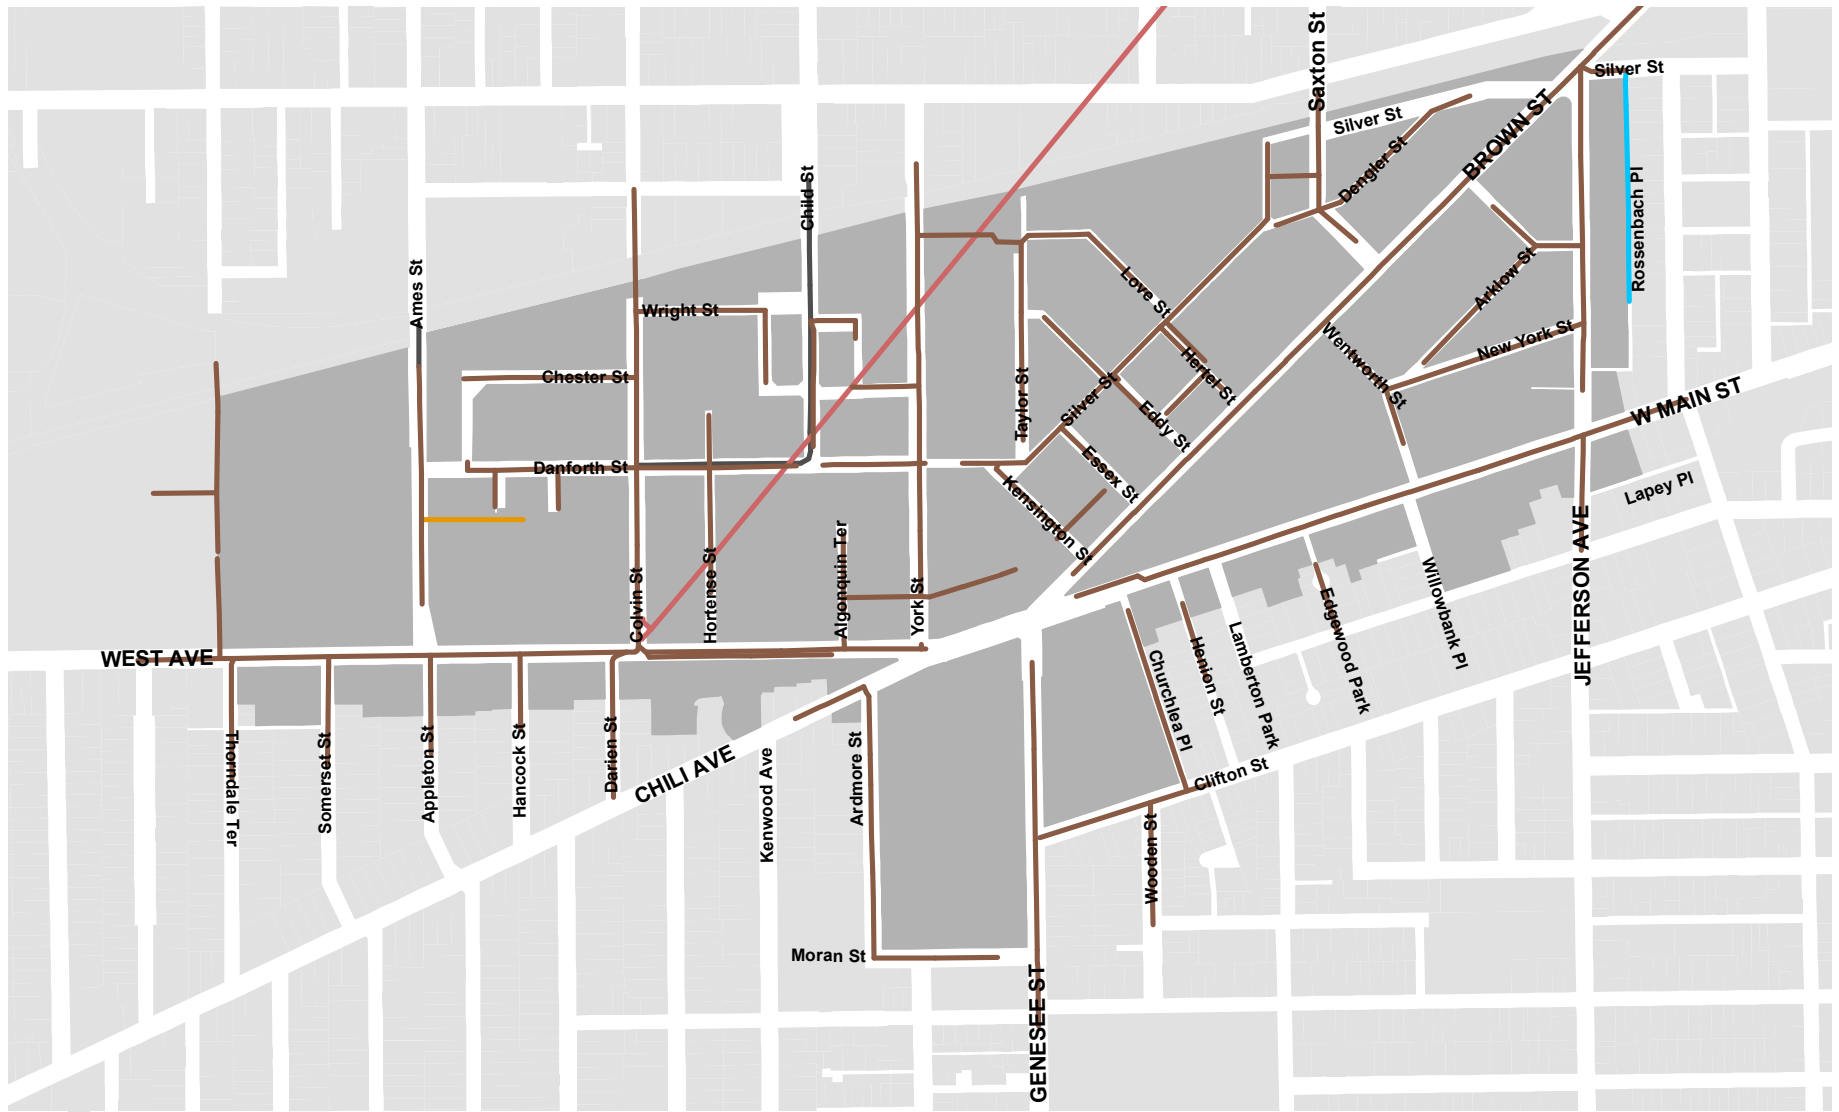 Saxton St
Silver St
Silver St
BROWN ST
Dengler St
Child St
Rossenbach Pl
Ames St
Love St
Arklow St
Wright St
Wentworth St
New York St
Chester St
Hertel St
Taylor St
Silver St
Eddy St
W MAIN ST
Danforth St
Essex St
Kensington St
Lapey Pl
JEFFERSON AVE
Colvin St
Hortense St
Algonquin Ter
York St
Edgewood Park
Willowbank Pl
WEST AVE
Churchlea Pl
Henion St
Lamberton Park
Thorndale Ter
Somerset St
Appleton St
Hancock St
Darien St
CHILI AVE
Kenwood Ave
Ardmore St
Clifton St
Wooden St
Moran St
GENESEE ST